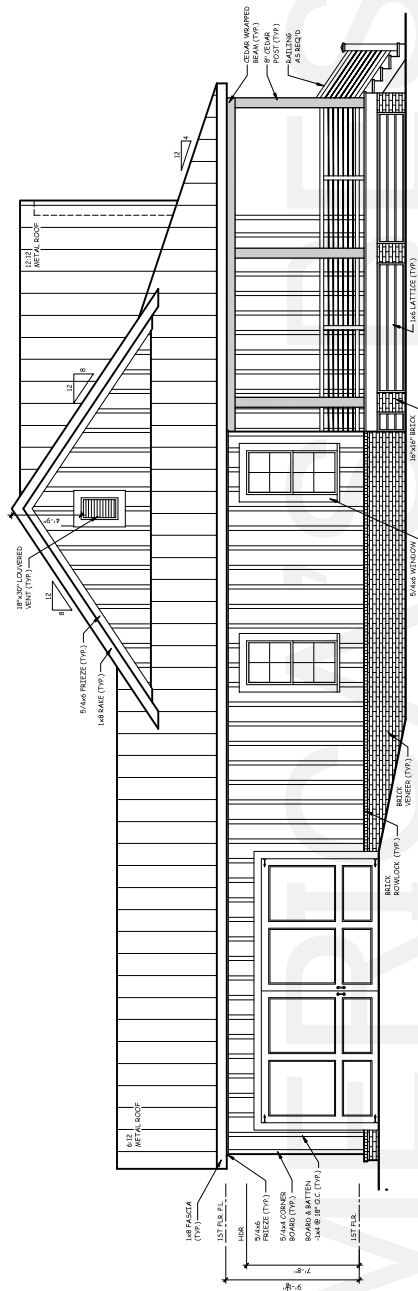 12:12
METAL ROOF
12
4
12
8
12
8
18"x30" LOUVERED
VENT (TYP.)
4'-9"
5/4x6 FRIEZE (TYP.)
1x8 RAKE (TYP.)
6:12
METAL ROOF
CEDAR WRAPPED
BEAM (TYP.)
8" CEDAR
POST (TYP.)
RAILING
AS REQ'D
1x8 FASCIA
(TYP.)
1ST FLR. P.L.
HDR.
5/4x6
FRIEZE (TYP.)
5/4x4 CORNER
BOARD (TYP.)
BOARD & BATTEN
-1x4 @ 18" O.C. (TYP.)
1ST FLR.
7'-8"
BRICK
ROWLOCK (TYP.)
BRICK
VENEER (TYP.)
5/4x6 WINDOW
16"x16" BRICK
1x6 LATTICE (TYP.)